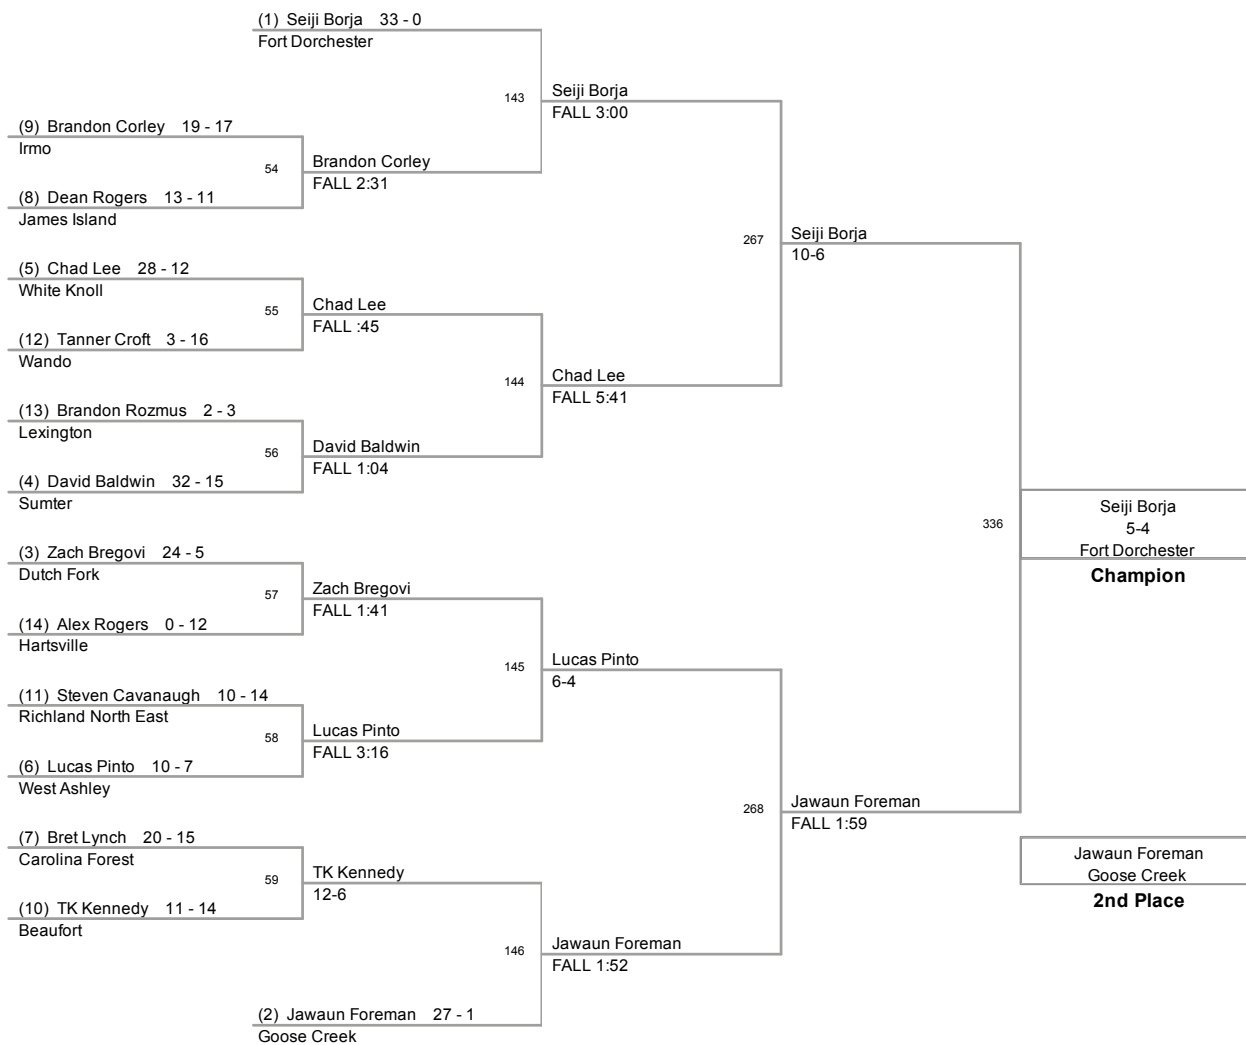 (1) Seiji Borja 33 - 0
Fort Dorchester
143
Seiji Borja
FALL 3:00
(9) Brandon Corley 19 - 17
Irmo
54
Brandon Corley
FALL 2:31
(8) Dean Rogers 13 - 11
James Island
267
Seiji Borja
10-6
(5) Chad Lee 28 - 12
White Knoll
55
Chad Lee
FALL :45
(12) Tanner Croft 3 - 16
Wando
144
Chad Lee
FALL 5:41
(13) Brandon Rozmus 2 - 3
Lexington
56
David Baldwin
FALL 1:04
(4) David Baldwin 32 - 15
Sumter
336
Seiji Borja
5-4
Fort Dorchester
Champion
(3) Zach Bregovi 24 - 5
Dutch Fork
57
Zach Bregovi
FALL 1:41
(14) Alex Rogers 0 - 12
Hartsville
145
Lucas Pinto
6-4
(11) Steven Cavanaugh 10 - 14
Richland North East
58
Lucas Pinto
FALL 3:16
(6) Lucas Pinto 10 - 7
West Ashley
268
Jawaun Foreman
FALL 1:59
(7) Bret Lynch 20 - 15
Carolina Forest
59
TK Kennedy
12-6
(10) TK Kennedy 11 - 14
Beaufort
Jawaun Foreman
Goose Creek
2nd Place
146
Jawaun Foreman
FALL 1:52
(2) Jawaun Foreman 27 - 1
Goose Creek